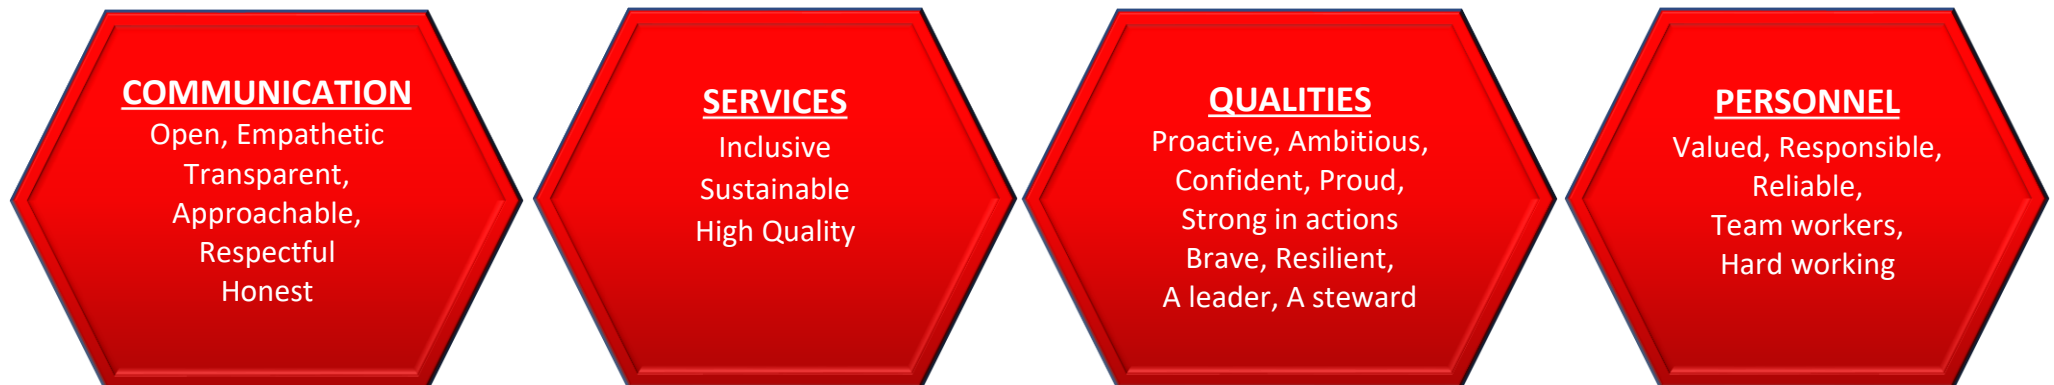 COMMUNICATION
Open, Empathetic
Transparent,
Approachable,
Respectful
Honest
SERVICES
Inclusive
Sustainable
High Quality
QUALITIES
Proactive, Ambitious,
Confident, Proud,
Strong in actions
Brave, Resilient,
A leader, A steward
PERSONNEL
Valued, Responsible,
Reliable,
Team workers,
Hard working